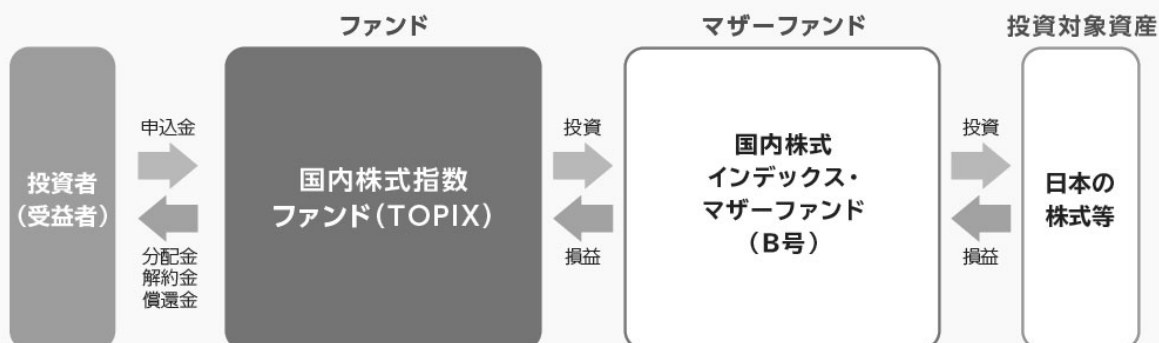 ファンド
マザーファンド
投資対象資産
投資者
(受益者)
申込金
分配金
解約金
償還金
国内株式指数
ファンド(TOPIX)
投資
損益
国内株式
インデックス・
マザーファンド
(B号)
投資
損益
日本の
株式等